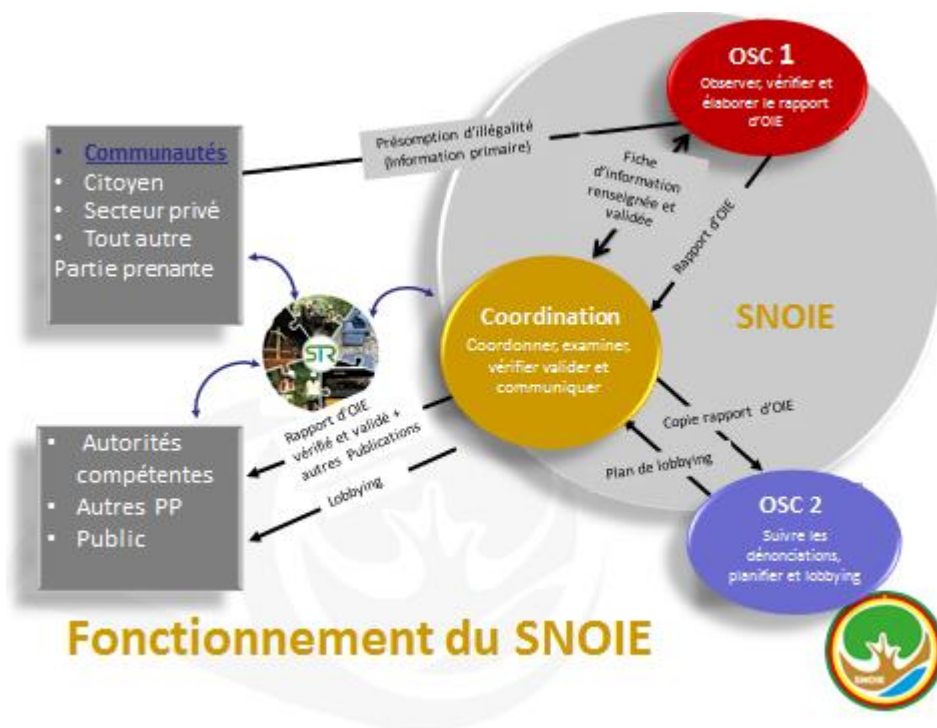 OSC 1
Observer, vérifier et
élaborer le rapport
d'OIE
Présomption d'illégalité
(Information primaire)
• Communautés
• Citoyen
• Secteur privé
• Tout autre
Partie prenante
Fiche
d'information
renseignée et
validée
Rapport d'OIE
SNOIE
Coordination
Coordonner, examiner,
vérifier valider et
communiquer
STR
Rapport d'OIE
vérifié et validé +
autres Publications
Lobbying
Copie rapport d'OIE
Plan de lobbying
• Autorités
compétentes
• Autres PP
• Public
OSC 2
Suivre les
dénonciations,
planifier et lobbying
Fonctionnement du SNOIE
SNOIE